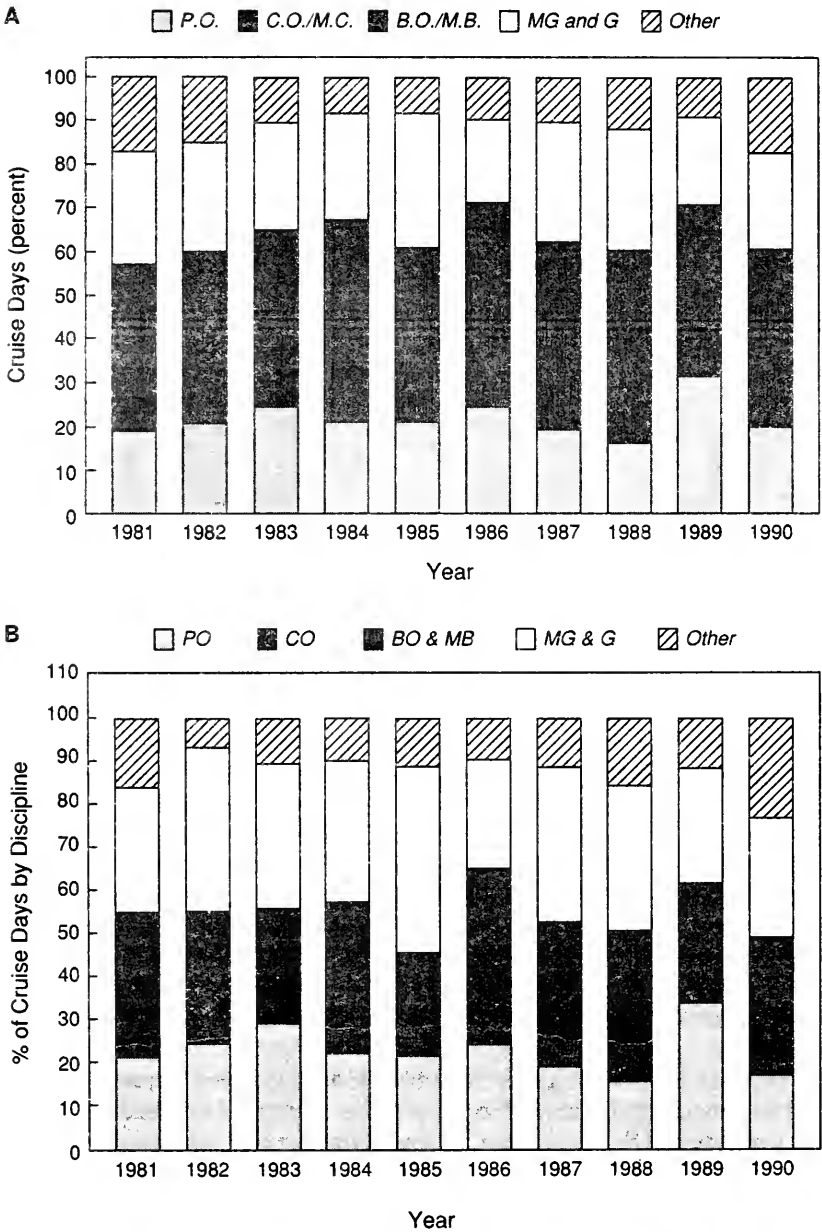 A
P.O. C.O./M.C. B.O./M.B. MG and G Other
Cruise Days (percent)
100
90
80
70
60
50
40
30
20
10
0
1981 1982 1983 1984 1985 1986 1987 1988 1989 1990
Year
B
PO CO BO & MB MG & G Other
% of Cruise Days by Discipline
110
100
90
80
70
60
50
40
30
20
10
0
1981 1982 1983 1984 1985 1986 1987 1988 1989 1990
Year